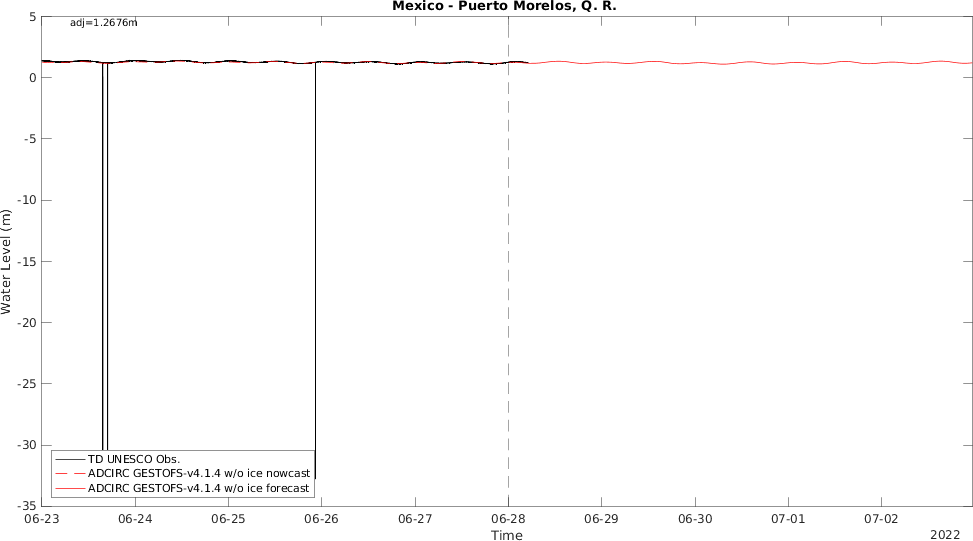 Mexico - Puerto Morelos, Q. R.
adj=1.2676m
5
0
-5
-10
-15
-20
-25
-30
-35
Water Level (m)
TD UNESCO Obs.
ADCIRC GESTOFS-v4.1.4 w/o ice nowcast
ADCIRC GESTOFS-v4.1.4 w/o ice forecast
06-23 06-24 06-25 06-26 06-27 06-28 06-29 06-30 07-01 07-02
Time
2022